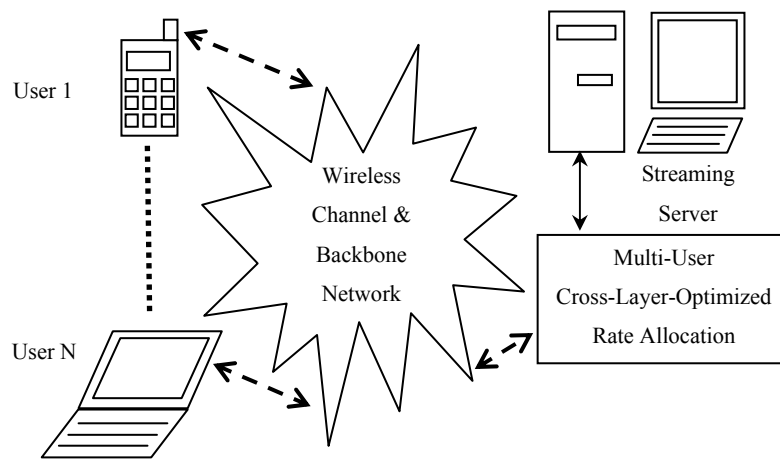 User 1
Wireless
Channel &
Backbone
Network
Streaming
Server
Multi-User
Cross-Layer-Optimized
Rate Allocation
User N